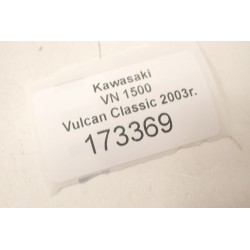 Kawasaki
VN 1500
Vulcan Classic 2003r.
173369